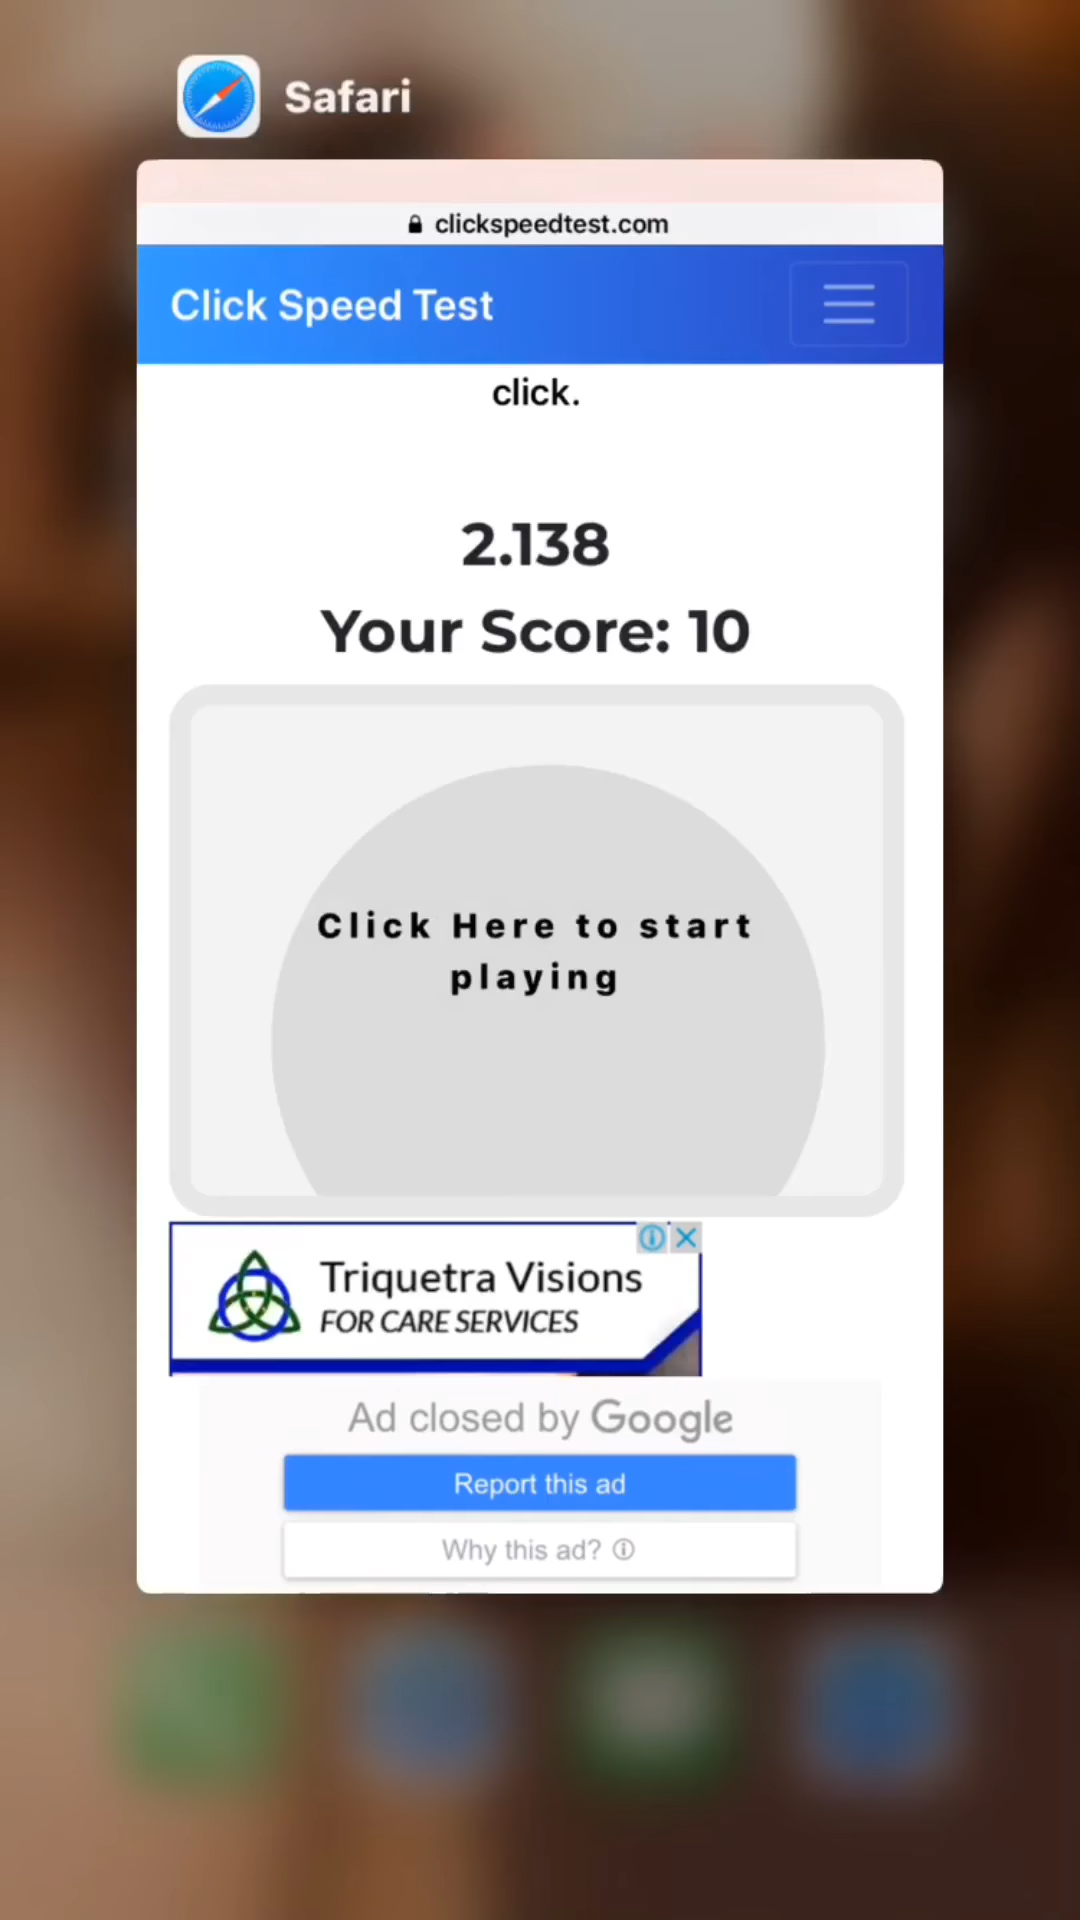 Safari
clickspeedtest.com
Click Speed Test
click.
2.138
Your Score: 10
Click Here to start
playing
Triquetra Visions
FOR CARE SERVICES
Ad closed by Google
Report this ad
Why this ad?